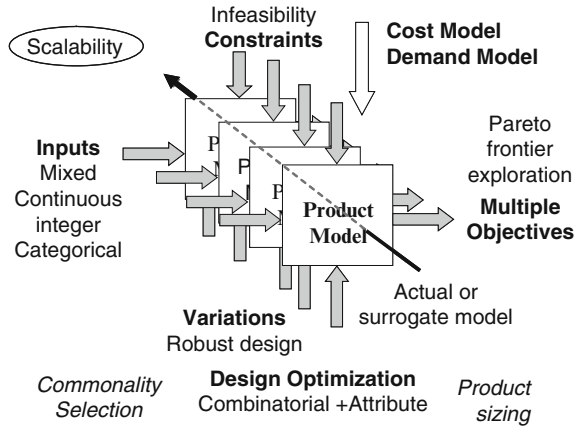 Infeasibility
Constraints
Cost Model
Demand Model
Scalability
Inputs
Mixed
Continuous
integer
Categorical
P
P
P
Product
Model
Pareto
frontier
exploration
Multiple
Objectives
Actual or
surrogate model
Variations
Robust design
Commonality
Selection
Design Optimization
Combinatorial +Attribute
Product
sizing